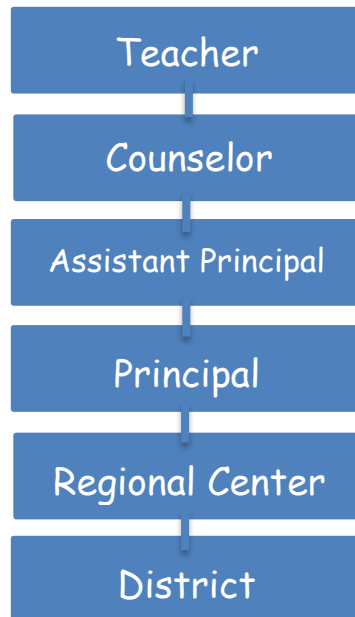 Teacher
Counselor
Assistant Principal
Principal
Regional Center
District